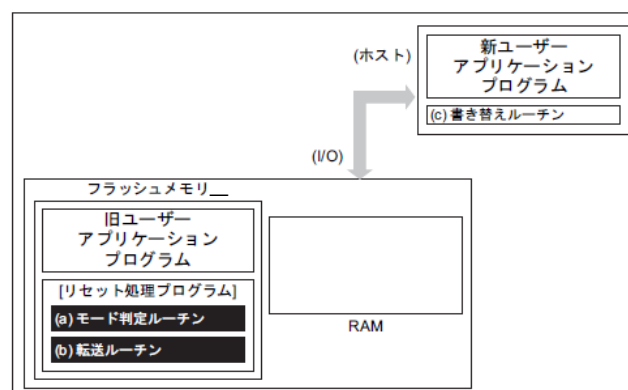 (ホスト)
新ユーザー
アプリケーション
プログラム
(c) 書き替えルーチン
(I/O)
フラッシュメモリ__
旧ユーザー
アプリケーション
プログラム
[リセット処理プログラム]
(a) モード判定ルーチン
(b) 転送ルーチン
RAM